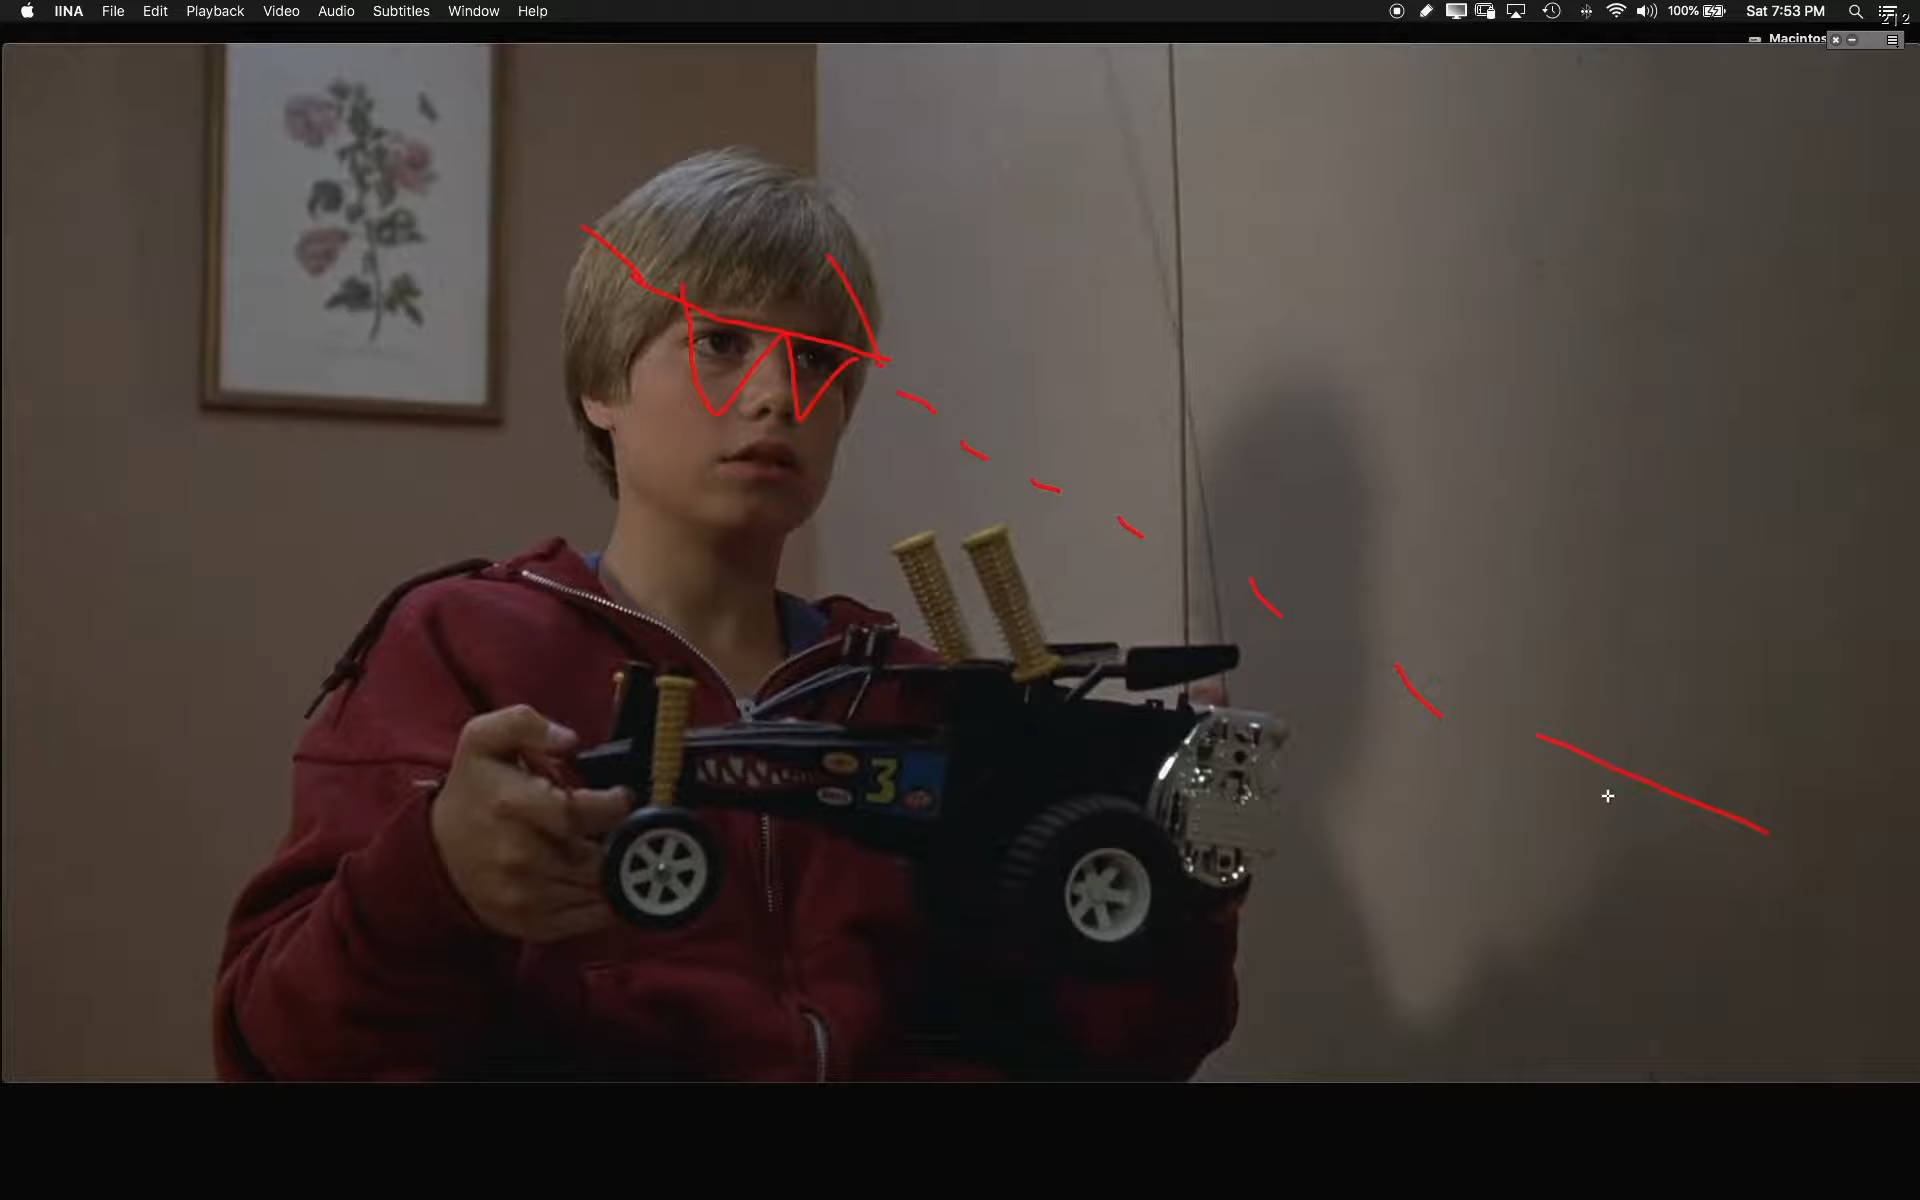 IINA File Edit Playback Video Audio Subtitles Window Help 100% Sat 7:53 PM
Macintos
3